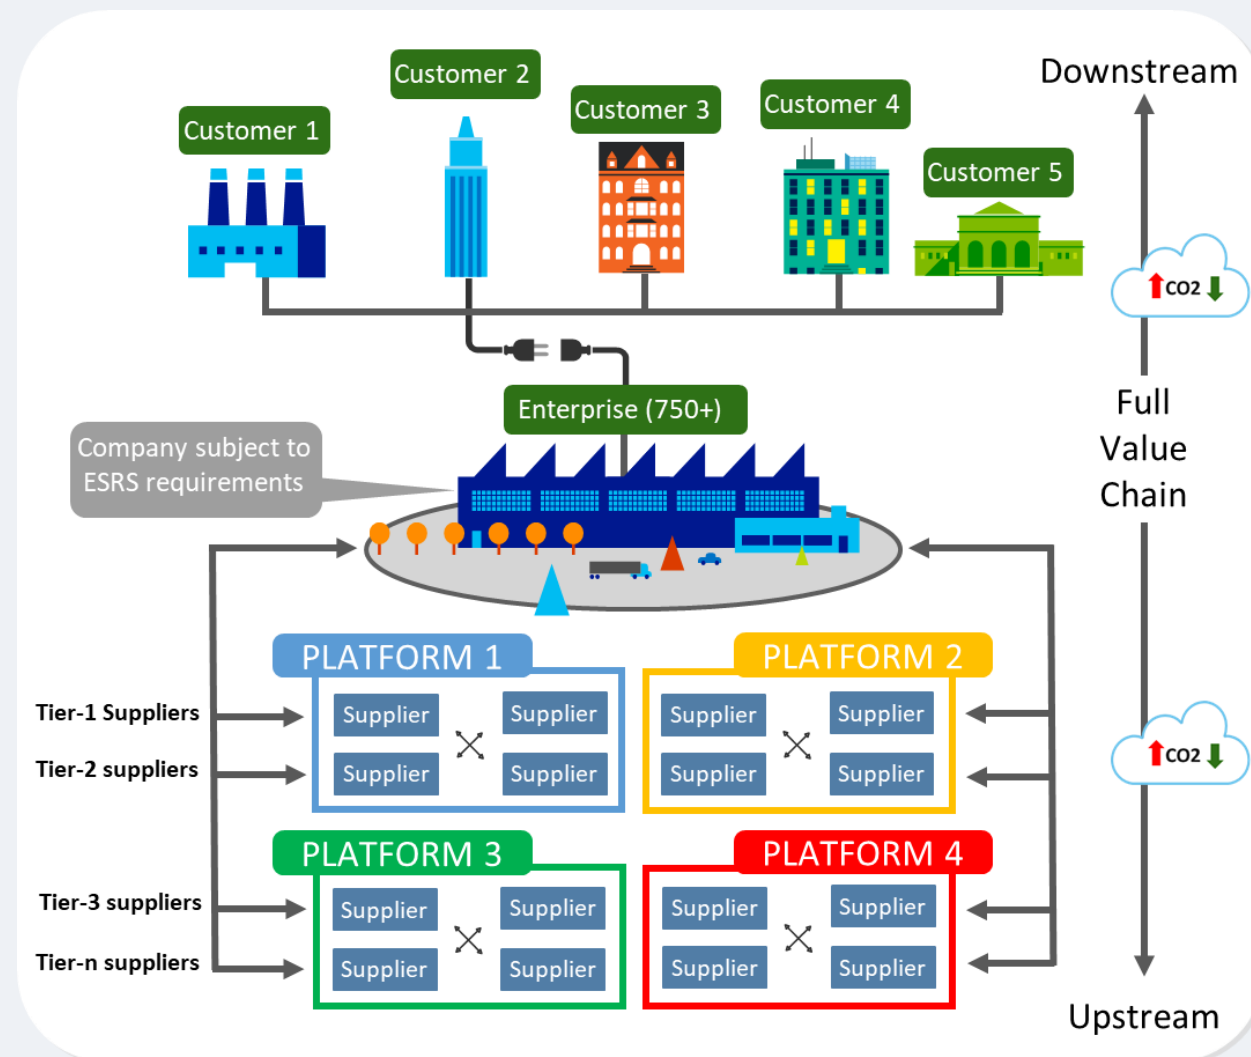 Downstream
Customer 2
Customer 1
Customer 3
Customer 4
Customer 5
CO2
Enterprise (750+)
Full
Value
Chain
Company subject to
ESRS requirements
PLATFORM 1
PLATFORM 2
Tier-1 Suppliers
Supplier
Supplier
Supplier
Supplier
Tier-2 suppliers
Supplier
Supplier
Supplier
Supplier
CO2
PLATFORM 3
PLATFORM 4
Tier-3 suppliers
Supplier
Supplier
Supplier
Supplier
Tier-n suppliers
Supplier
Supplier
Supplier
Supplier
Upstream